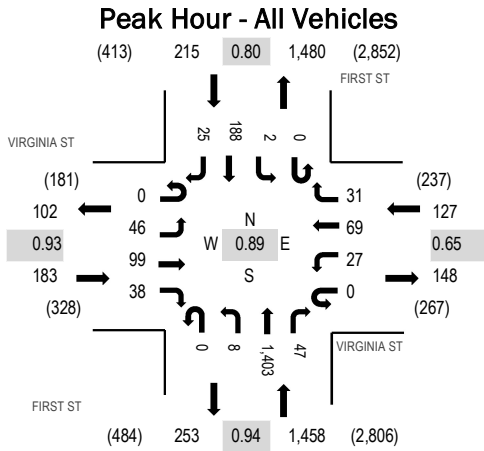 Peak Hour - All Vehicles
(413) 215 0.80 1,480 (2,852)
FIRST ST
VIRGINIA ST
25 188 2 0
(181) (237)
0 31
102 127
46 69
N
0.93 W 0.89 E 0.65
S
99 27
183 148
38 0
(328) (267)
0 8 1,403 47
VIRGINIA ST
FIRST ST
(484) 253 0.94 1,458 (2,806)